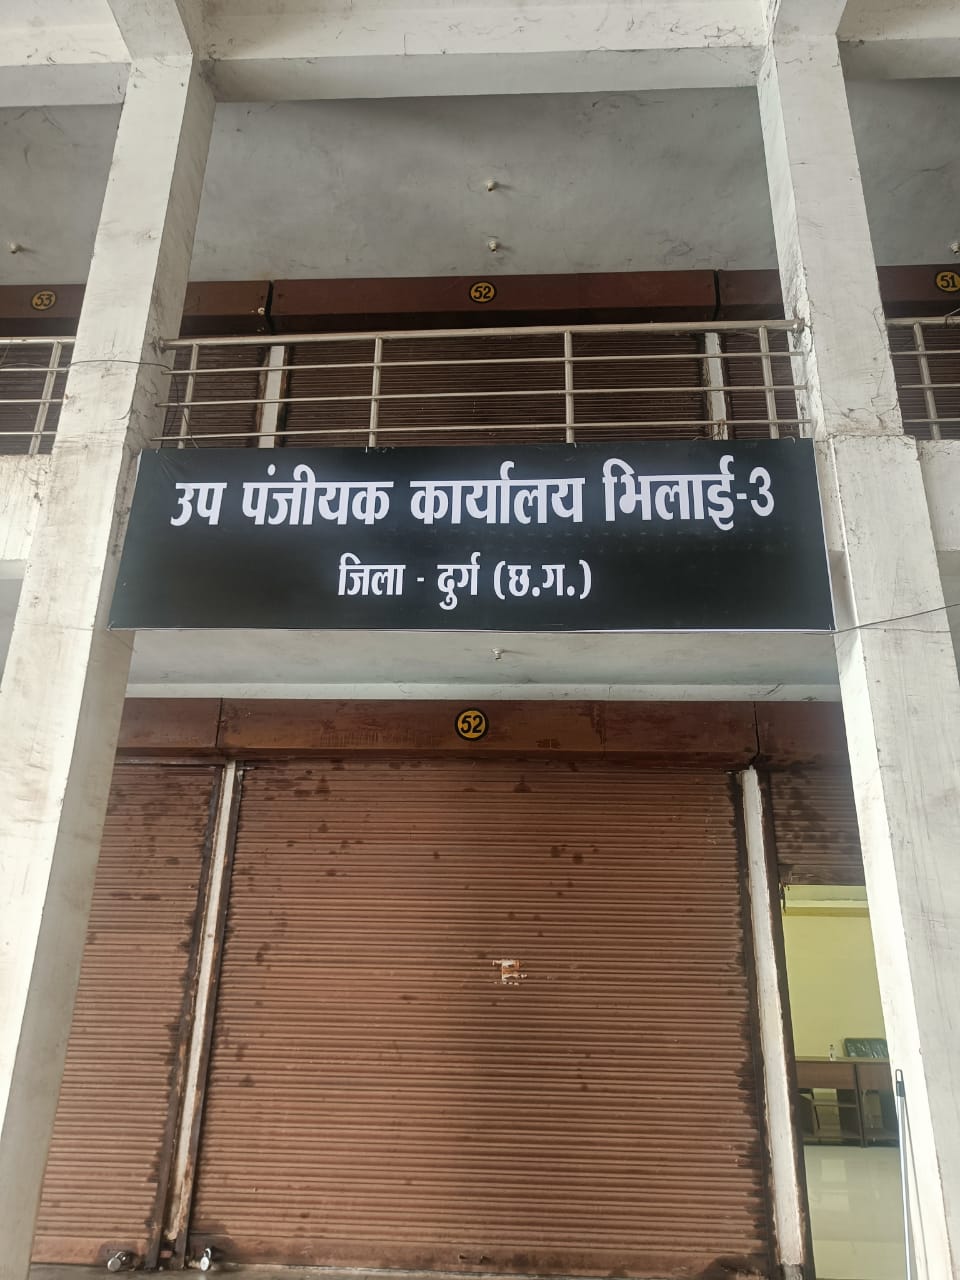 53
52
51
उप पंजीयक कार्यालय भिलाई-3
जिला - दुर्ग (छ.ग.)
52